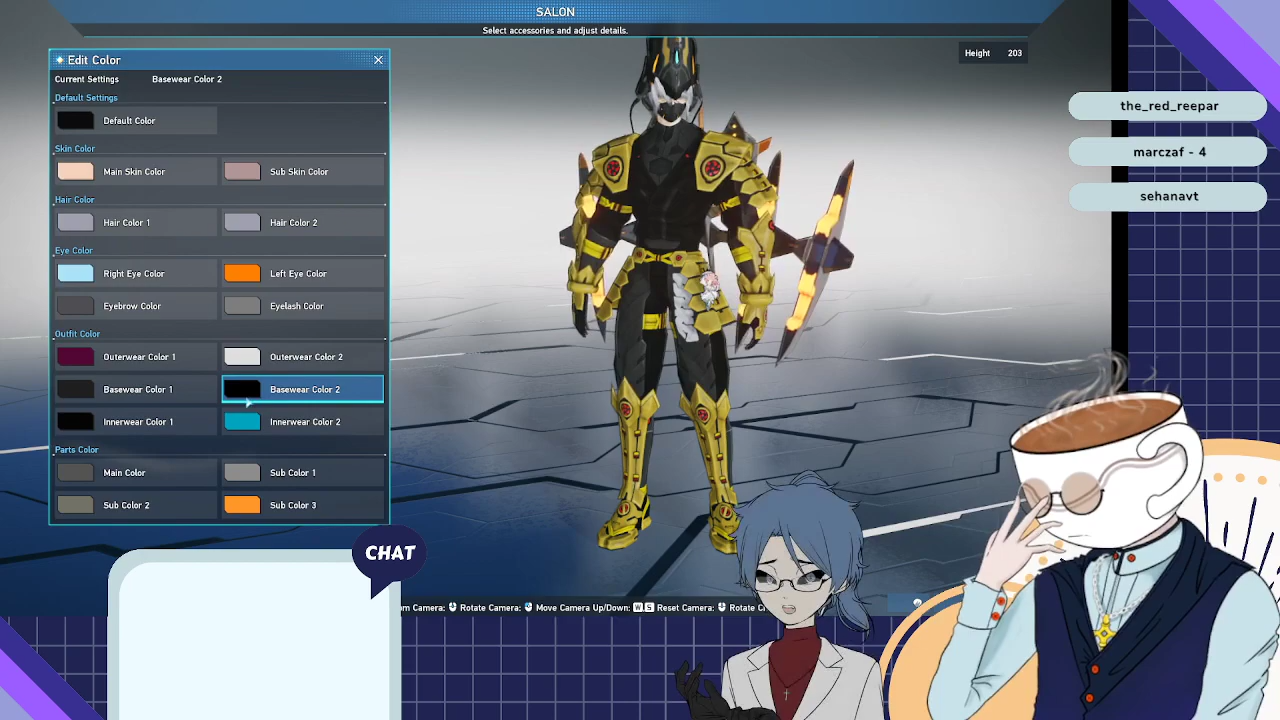 SALON
Select accessories and adjust details.
Height 203
Edit Color
Current Settings Basewear Color 2
Default Settings
Default Color
Skin Color
Main Skin Color Sub Skin Color
Hair Color
Hair Color 1 Hair Color 2
Eye Color
Right Eye Color Left Eye Color
Eyebrow Color Eyelash Color
Outfit Color
Outerwear Color 1 Outerwear Color 2
Basewear Color 1 Basewear Color 2
Innerwear Color 1 Innerwear Color 2
Parts Color
Main Color Sub Color 1
Sub Color 2 Sub Color 3
the_red_reepar
marczaf - 4
sehanavt
CHAT
Camera: Rotate Camera: Move Camera Up/Down: W S Reset Camera: Rotate